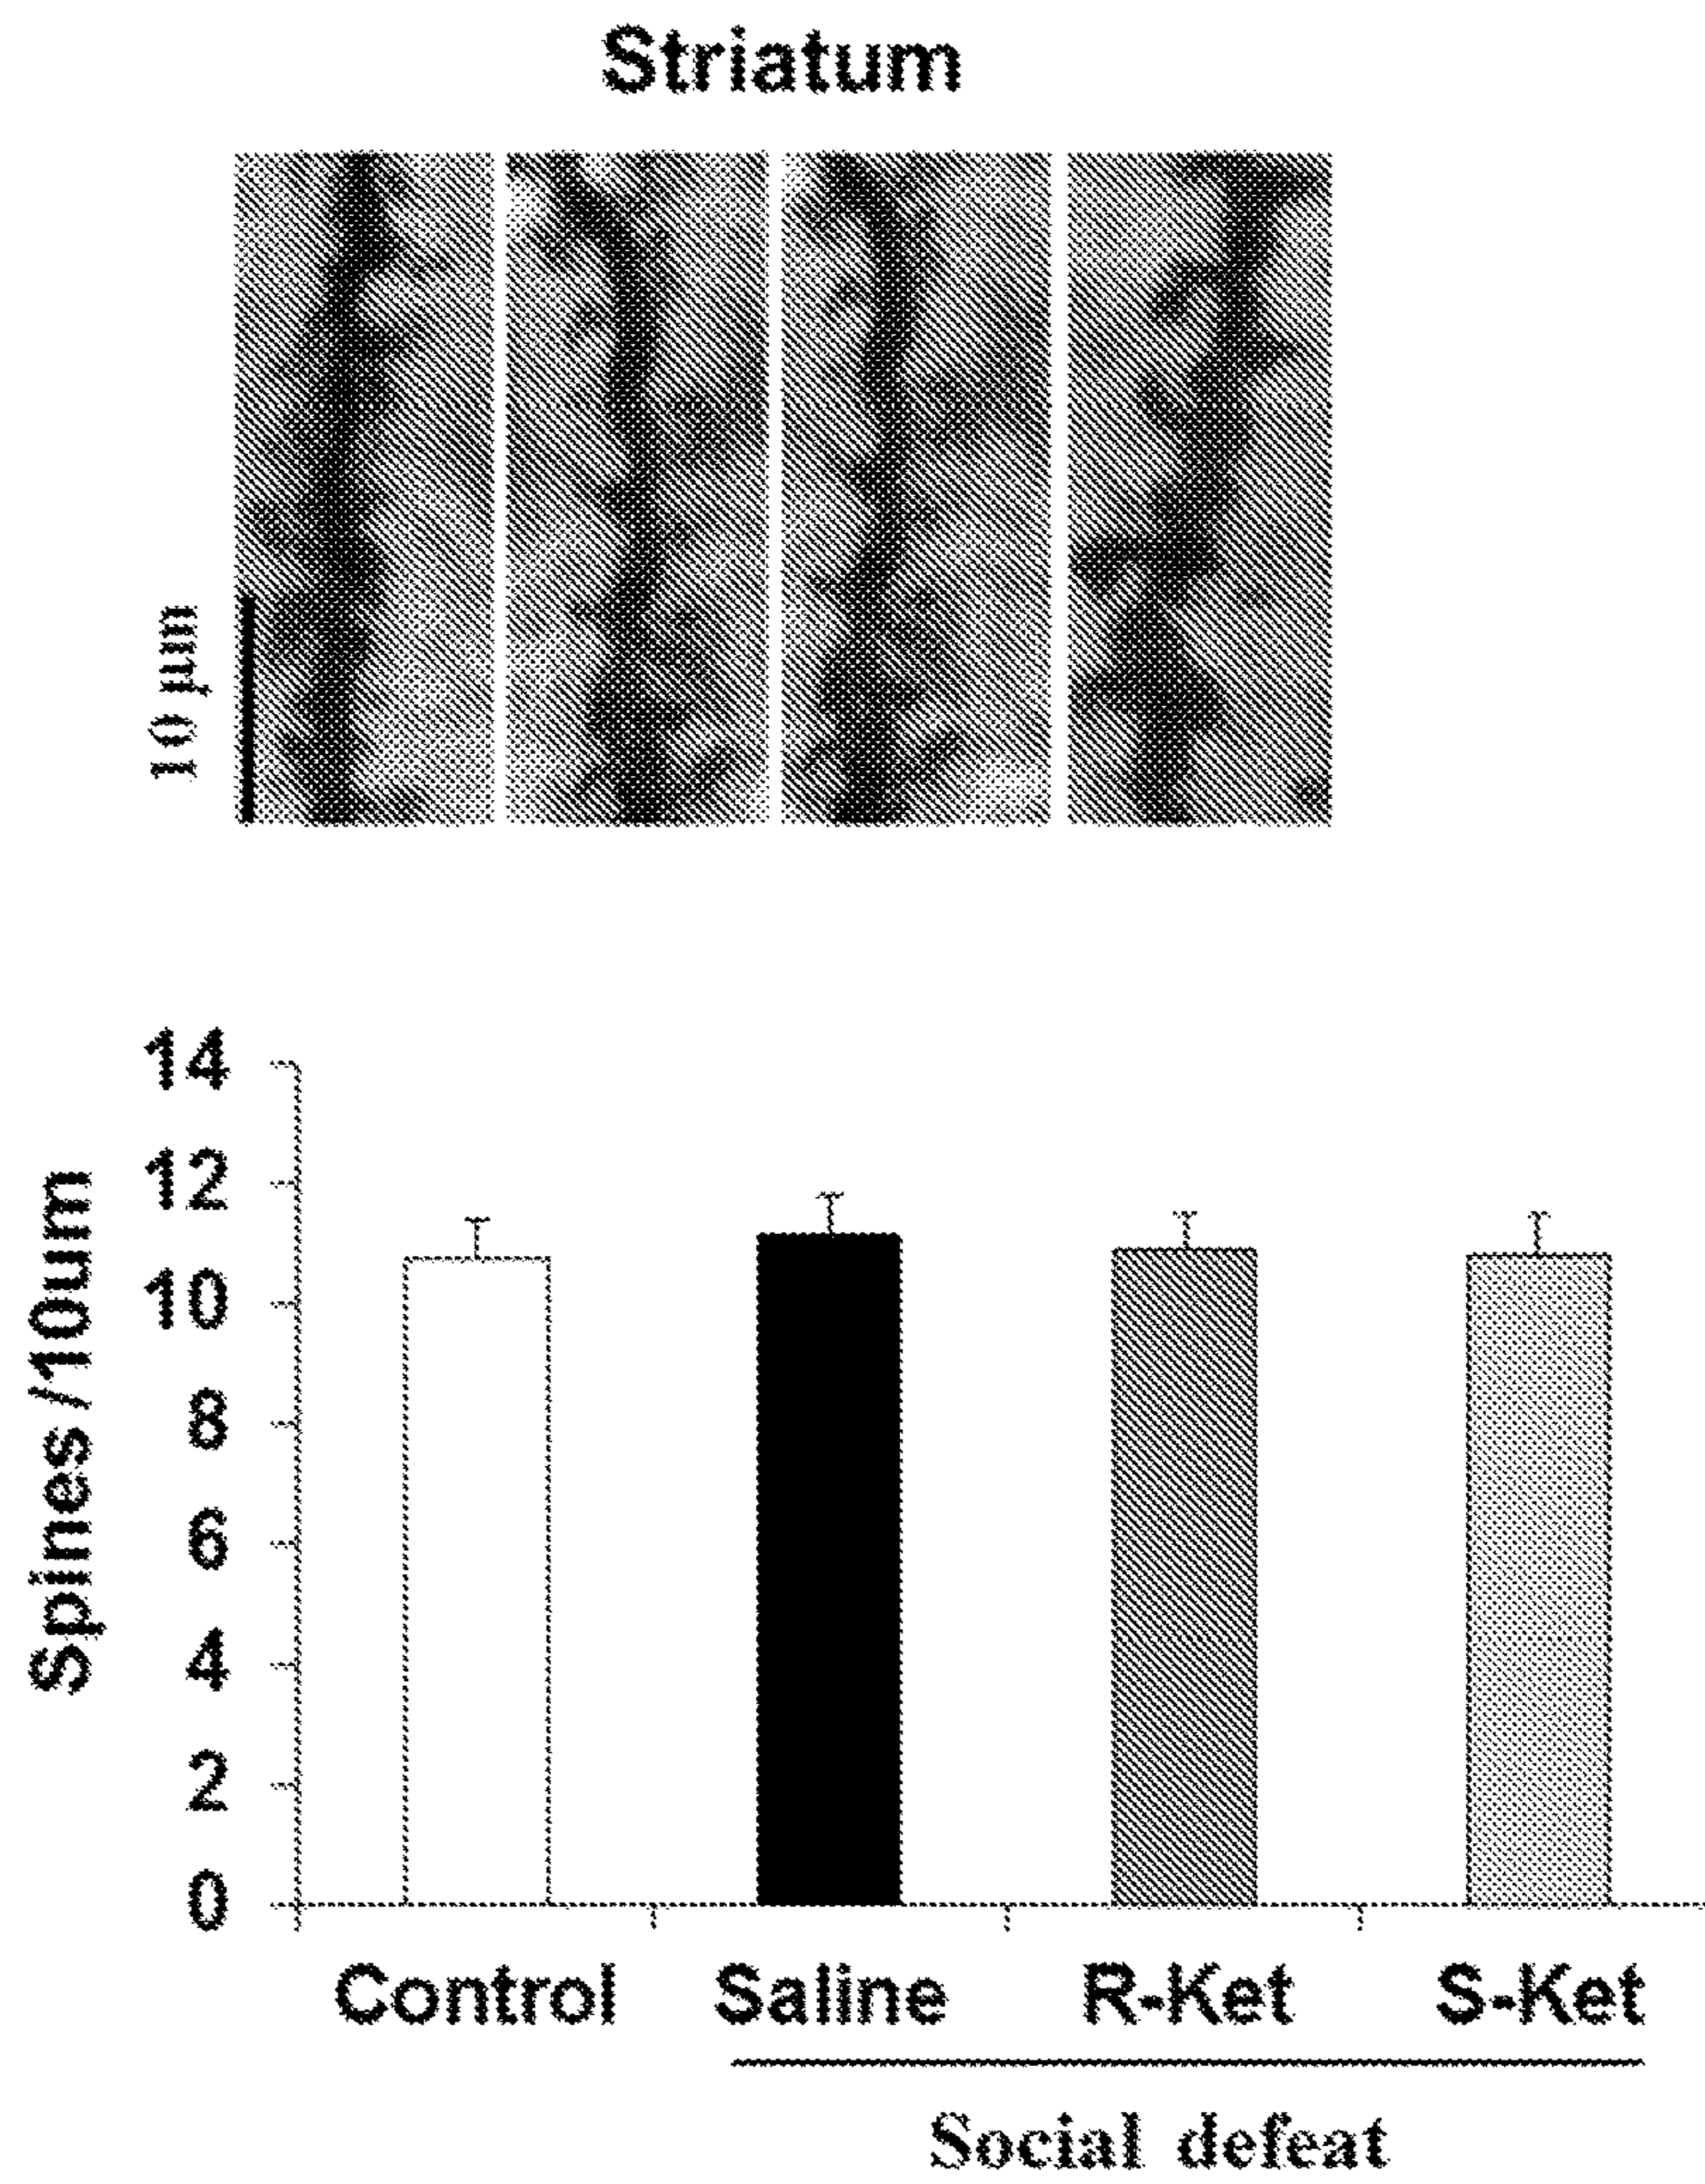 Striatum
10 μm
Spines /10um
14
12
10
8
6
4
2
0
Control Saline R-Ket S-Ket
Social defeat